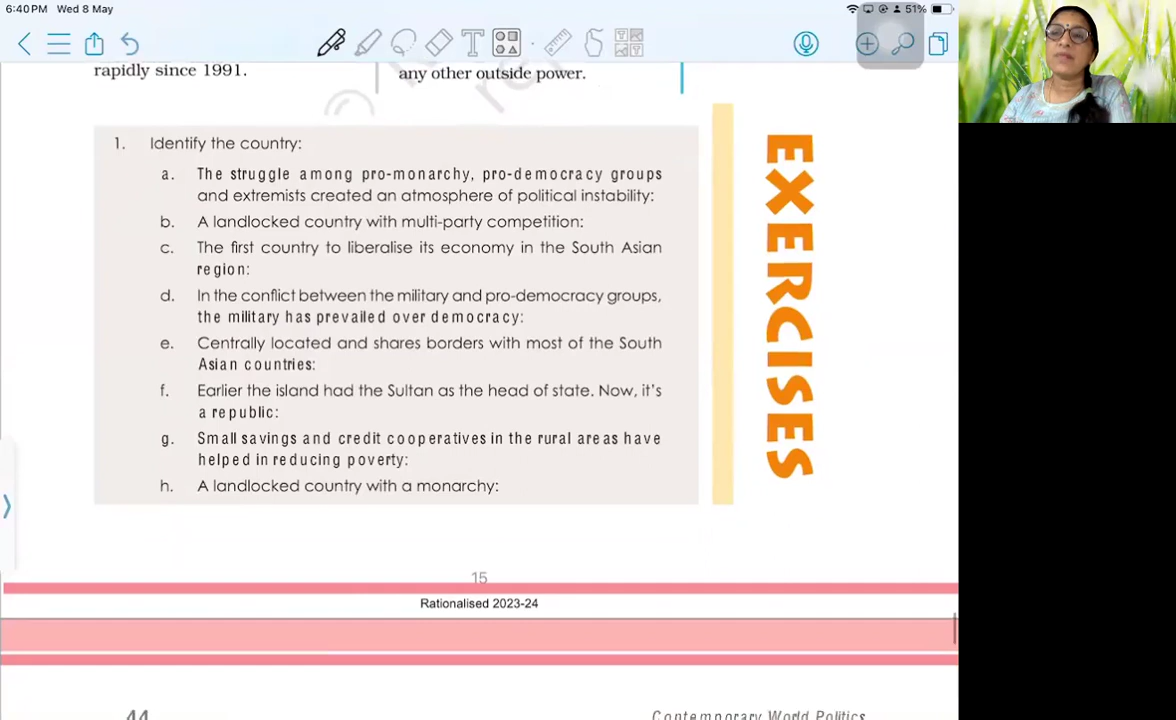 6:40PM Wed 8 May
51%
rapidly since 1991.
any other outside power.
1. Identify the country:
a. The struggle among pro-monarchy, pro-democracy groups
and extremists created an atmosphere of political instability:
b. A landlocked country with multi-party competition:
c. The first country to liberalise its economy in the South Asian
region:
d. In the conflict between the military and pro-democracy groups,
the military has prevailed over democracy:
e. Centrally located and shares borders with most of the South
Asian countries:
f. Earlier the island had the Sultan as the head of state. Now, it's
a republic:
g. Small savings and credit cooperatives in the rural areas have
helped in reducing poverty:
h. A landlocked country with a monarchy:
EXERCISES
15
Rationalised 2023-24
44
Contemporary World Politics